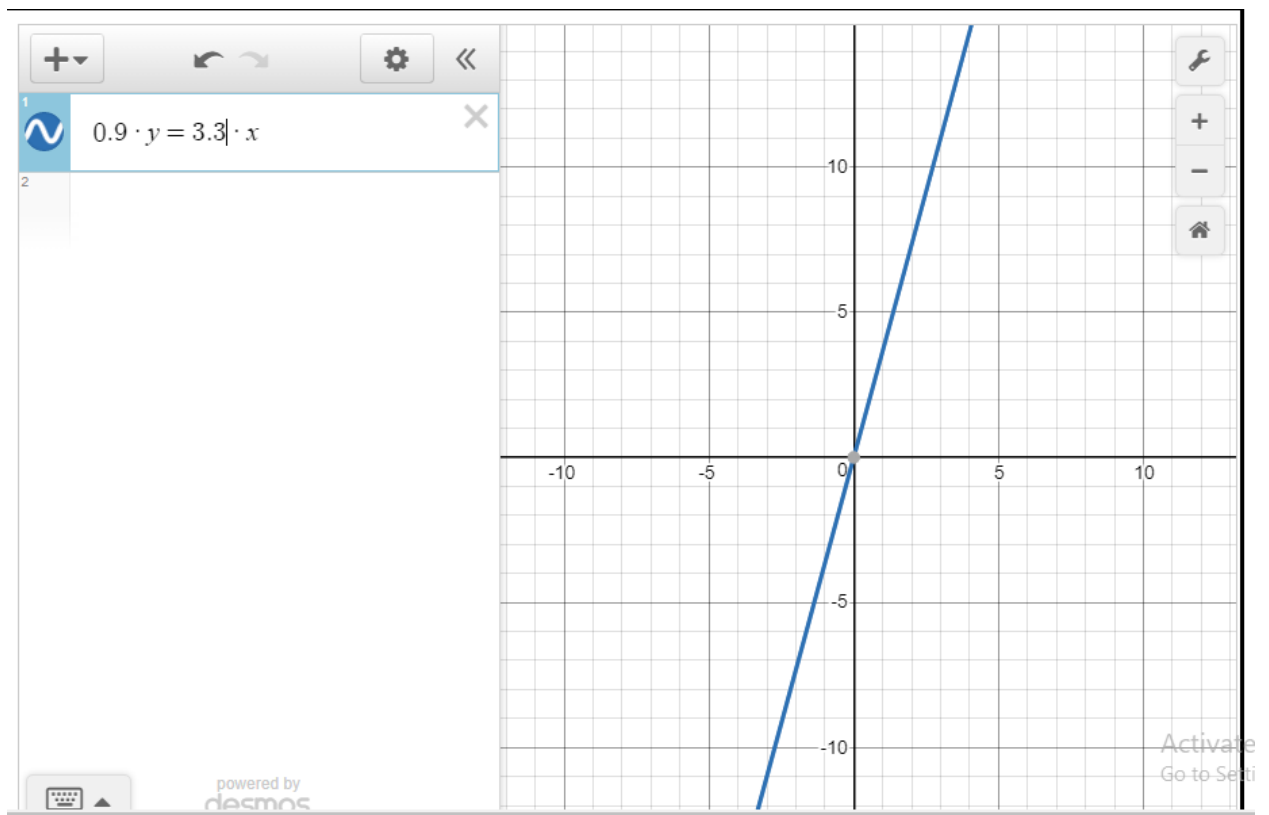 1
0.9 · y = 3.3 · x
2
powered by
desmos
10
5
-10
-5
0
5
10
-5
-10
Activate
Go to Setti